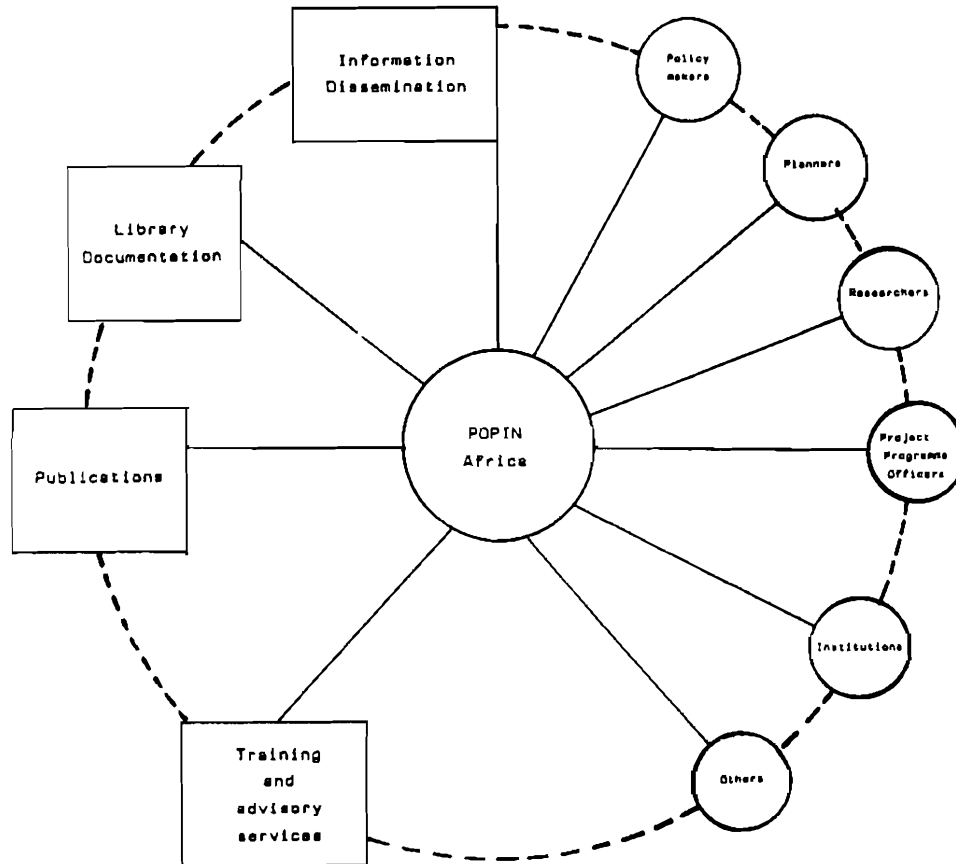 Information
Dissemination
Policy
makers
Planners
Library
Documentation
Researchers
POPIN
Africa
Project
Programme
Officers
Publications
Institutions
Training
and
advisory
services
Others